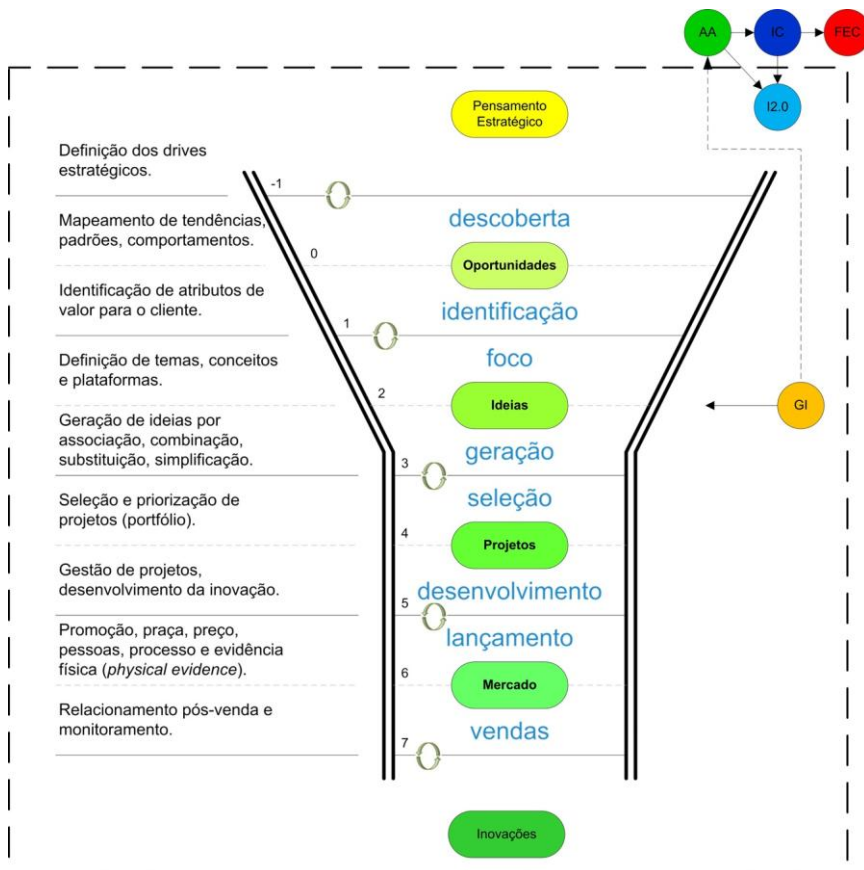 AA
IC
FEC
I2.0
Pensamento
Estratégico
Definição dos drives
estratégicos.
-1
descoberta
Mapeamento de tendências,
padrões, comportamentos.
0
Oportunidades
Identificação de atributos de
valor para o cliente.
identificação
1
foco
Definição de temas, conceitos
e plataformas.
2
Ideias
GI
Geração de ideias por
associação, combinação,
substituição, simplificação.
geração
3
seleção
Seleção e priorização de
projetos (portfólio).
4
Projetos
Gestão de projetos,
desenvolvimento da inovação.
desenvolvimento
5
lançamento
Promoção, praça, preço,
pessoas, processo e evidência
física (physical evidence).
6
Mercado
Relacionamento pós-venda e
monitoramento.
vendas
7
Inovações